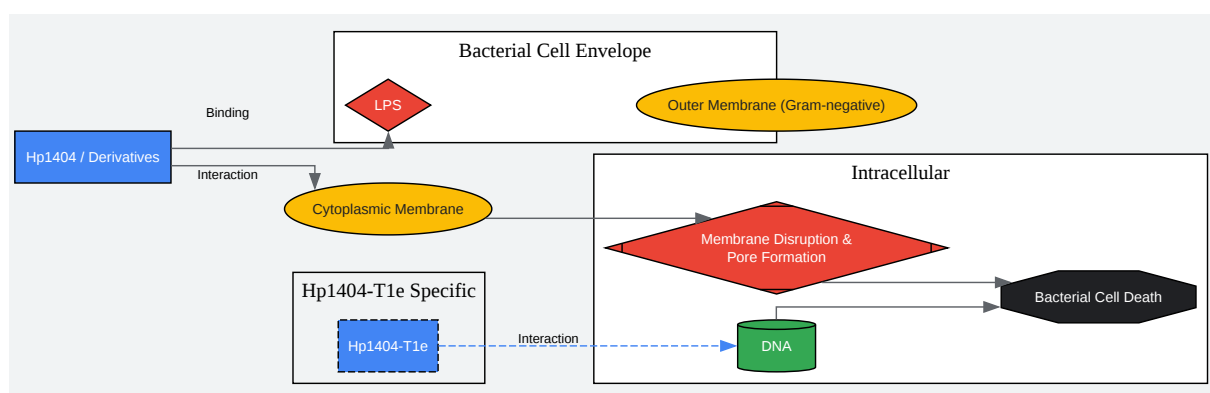 Bacterial Cell Envelope
LPS
Outer Membrane (Gram-negative)
Binding
Hp1404 / Derivatives
Interaction
Cytoplasmic Membrane
Intracellular
Membrane Disruption &
Pore Formation
Bacterial Cell Death
Hp1404-T1e Specific
Hp1404-T1e
Interaction
DNA